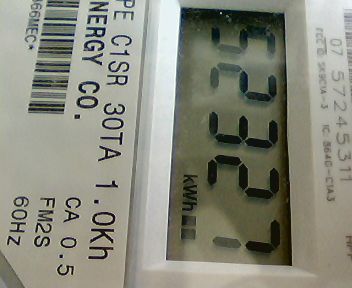 07 57245311
52327
kWh
PE C1SR 30TA 1.0Kh
NERGY CO.
CA 0.5
FM2S
60HZ